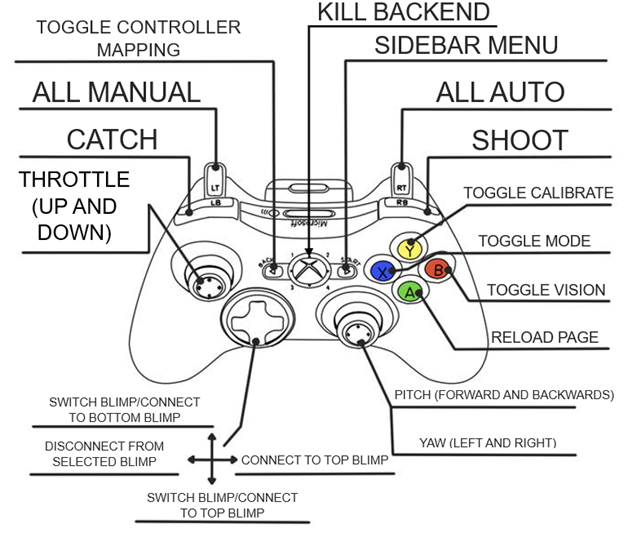 KILL BACKEND
TOGGLE CONTROLLER
MAPPING
SIDEBAR MENU
ALL MANUAL
ALL AUTO
CATCH
SHOOT
THROTTLE
(UP AND
DOWN)
LT
RT
LB
RB
Microsoft
TOGGLE CALIBRATE
TOGGLE MODE
TOGGLE VISION
RELOAD PAGE
BACK
START
1
2
3
4
Y
X
B
A
SWITCH BLIMP/CONNECT
TO BOTTOM BLIMP
DISCONNECT FROM
SELECTED BLIMP
CONNECT TO TOP BLIMP
SWITCH BLIMP/CONNECT
TO TOP BLIMP
PITCH (FORWARD AND BACKWARDS)
YAW (LEFT AND RIGHT)